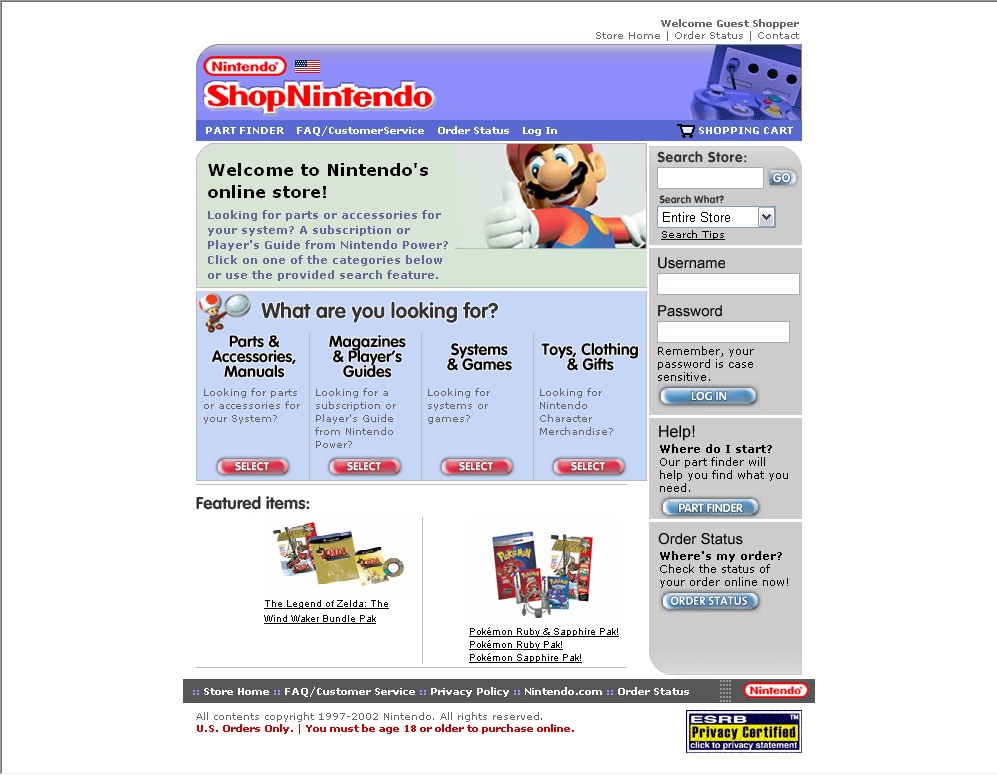 Welcome Guest Shopper
Store Home | Order Status | Contact
Nintendo®
ShopNintendo
PART FINDER FAQ/CustomerService Order Status Log In SHOPPING CART
Welcome to Nintendo's
online store!
Looking for parts or accessories for
your system? A subscription or
Player's Guide from Nintendo Power?
Click on one of the categories below
or use the provided search feature.
Search Store:
GO
Search What?
Entire Store
Search Tips
Username
Password
Remember, your
password is case
sensitive.
LOG IN
What are you looking for?
Parts &
Accessories,
Manuals
Looking for parts
or accessories for
your System?
SELECT
Magazines
& Player's
Guides
Looking for a
subscription or
Player's Guide
from Nintendo
Power?
SELECT
Systems
& Games
Looking for
systems or
games?
SELECT
Toys, Clothing
& Gifts
Looking for
Nintendo
Character
Merchandise?
SELECT
Help!
Where do I start?
Our part finder will
help you find what you
need.
PART FINDER
Order Status
Where's my order?
Check the status of
your order online now!
ORDER STATUS
Featured items:
The Legend of Zelda: The
Wind Waker Bundle Pak
Pokémon
Pokémon Ruby & Sapphire Pak!
Pokémon Ruby Pak!
Pokémon Sapphire Pak!
:: Store Home :: FAQ/Customer Service :: Privacy Policy :: Nintendo.com :: Order Status
Nintendo®
All contents copyright 1997-2002 Nintendo. All rights reserved.
U.S. Orders Only. | You must be age 18 or older to purchase online.
ESRB TM
Privacy Certified
click to privacy statement